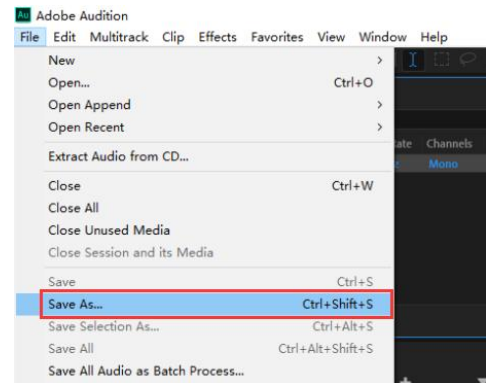 Au Adobe Audition
File Edit Multitrack Clip Effects Favorites View Window Help
New >
Open... Ctrl+O
Open Append >
Open Recent >
Channels
Extract Audio from CD...
Mono
Close Ctrl+W
Close All
Close Unused Media
Close Session and its Media
Save Ctrl+S
Save As... Ctrl+Shift+S
Save Selection As... Ctrl+Alt+S
Save All Ctrl+Alt+Shift+S
Save All Audio as Batch Process...